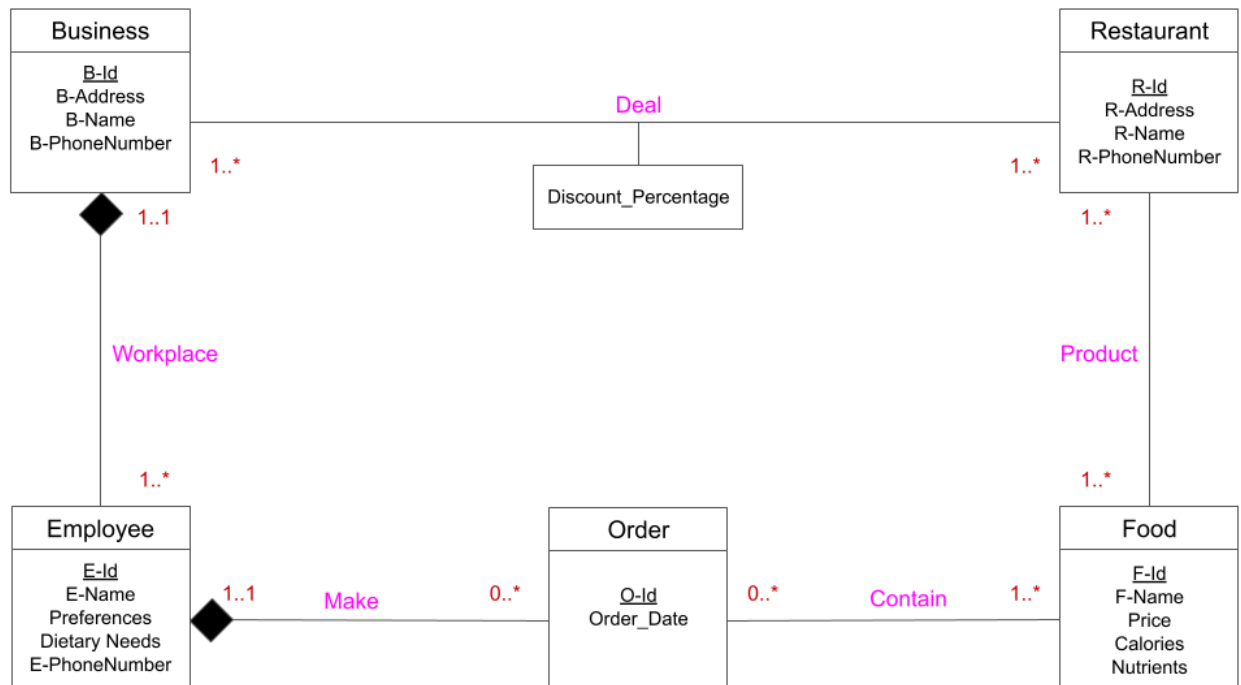 Business
B-Id
B-Address
B-Name
B-PhoneNumber
1..*
1..1
Deal
Discount_Percentage
Restaurant
R-Id
R-Address
R-Name
R-PhoneNumber
1..*
1..*
Workplace
Product
1..*
1..*
Employee
E-Id
E-Name
Preferences
Dietary Needs
E-PhoneNumber
1..1
Make
0..*
Order
O-Id
Order_Date
0..*
Contain
1..*
Food
F-Id
F-Name
Price
Calories
Nutrients